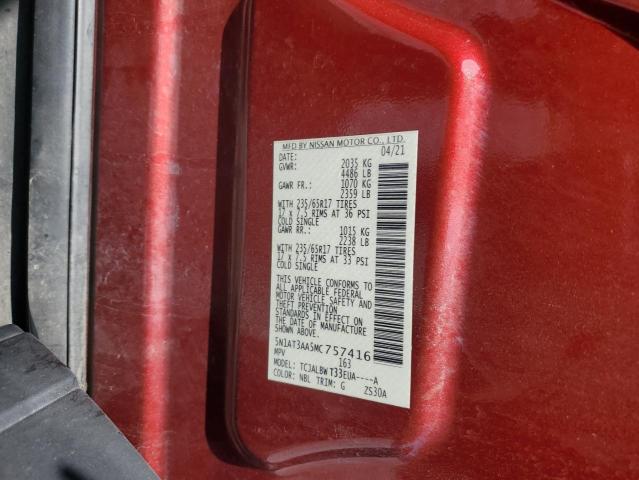 MFD BY NISSAN MOTOR CO., LTD.
DATE: 04/21
GVWR: 2035 KG
4486 LB
GAWR FR.: 1070 KG
2359 LB
WITH 235/65R17 TIRES
17 x 7.5 RIMS AT 36 PSI
COLD SINGLE
GAWR RR.: 1015 KG
2238 LB
WITH 235/65R17 TIRES
17 x 7.5 RIMS AT 33 PSI
COLD SINGLE
THIS VEHICLE CONFORMS TO
ALL APPLICABLE FEDERAL
MOTOR VEHICLE SAFETY AND
THEFT PREVENTION
STANDARDS IN EFFECT ON
THE DATE OF MANUFACTURE
SHOWN ABOVE.
5N1AT3AA5MC757416
MPV 163
MODEL: TCJALBWT33EUA----A
COLOR: NBL TRIM: G ZS30A